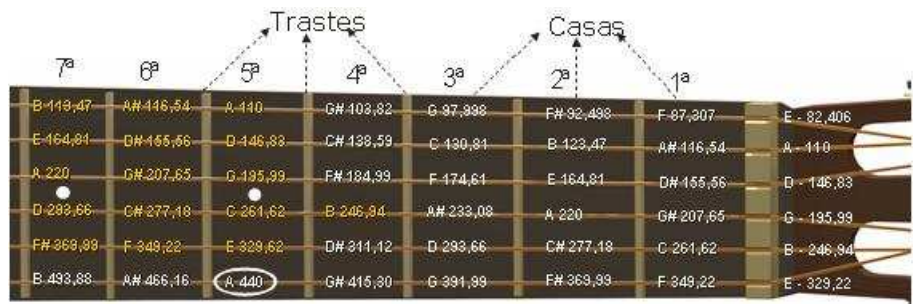 Trastes Casas
7ª 6ª 5ª 4ª 3ª 2ª 1ª
B 113,47 A# 116,54 A 110 G# 103,82 G 97,998 F# 92,498 F 87,307 E - 82,406
E 164,81 D# 155,56 D 146,83 C# 138,59 C 130,81 B 123,47 A# 116,54 A - 110
A 220 G# 207,65 G 195,99 F# 184,99 F 174,61 E 164,81 D# 155,56 D - 146,83
D 293,66 C# 277,18 C 261,62 B 246,94 A# 233,08 A 220 G# 207,65 G - 195,99
F# 369,99 F 349,22 E 329,62 D# 311,12 D 293,66 C# 277,18 C 261,62 B - 246,94
B 493,88 A# 466,16 A 440 G# 415,30 G 391,99 F# 369,99 F 349,22 E - 329,22